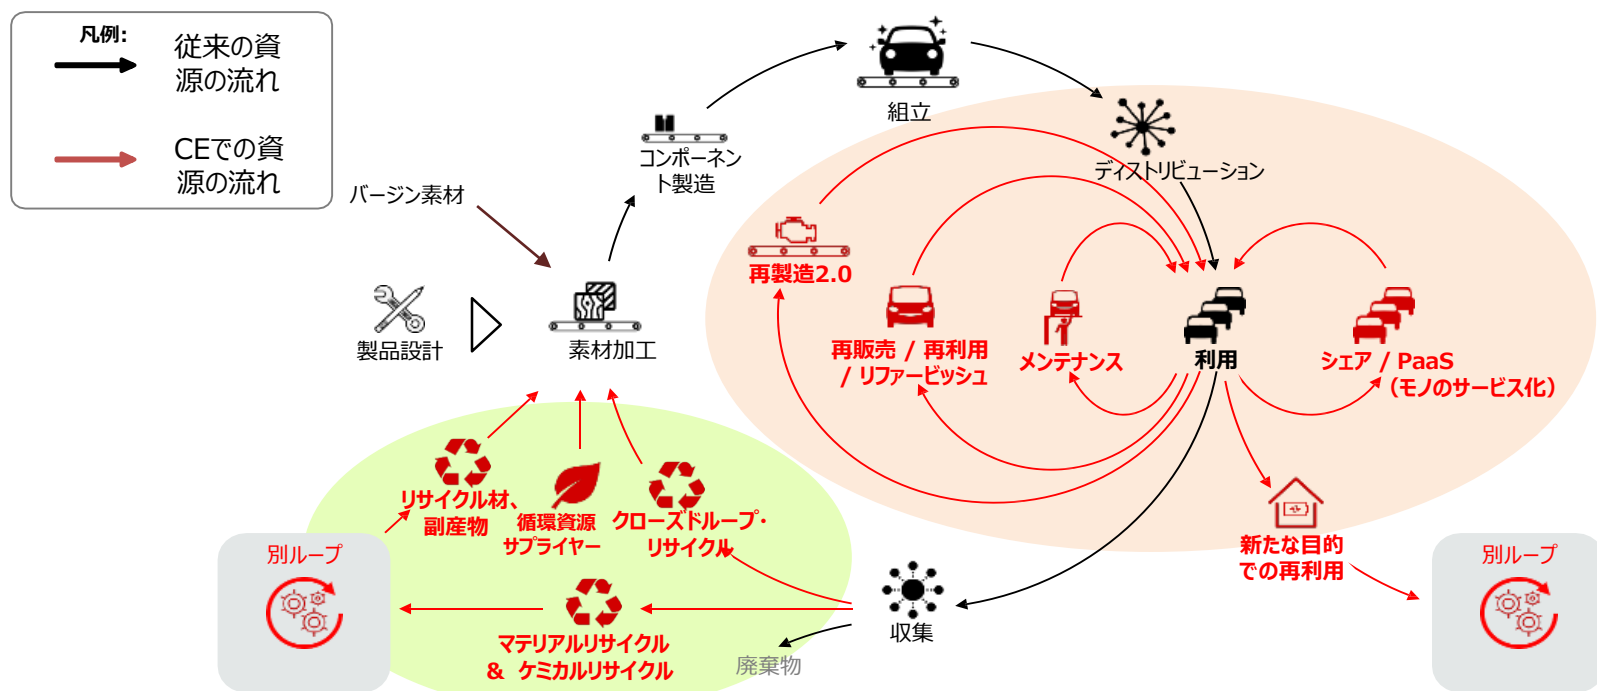 凡例:
従来の資
源の流れ
CEでの資
源の流れ
組立
コンポーネン
ト製造
ディストリビューション
バージン素材
再製造2.0
製品設計
素材加工
再販売 / 再利用
/ リファービッシュ
メンテナンス
利用
シェア / PaaS
(モノのサービス化)
リサイクル材、
副産物
循環資源
サプライヤー
クローズドループ・
リサイクル
別ループ
新たな目的
での再利用
別ループ
収集
マテリアルリサイクル
& ケミカルリサイクル
廃棄物